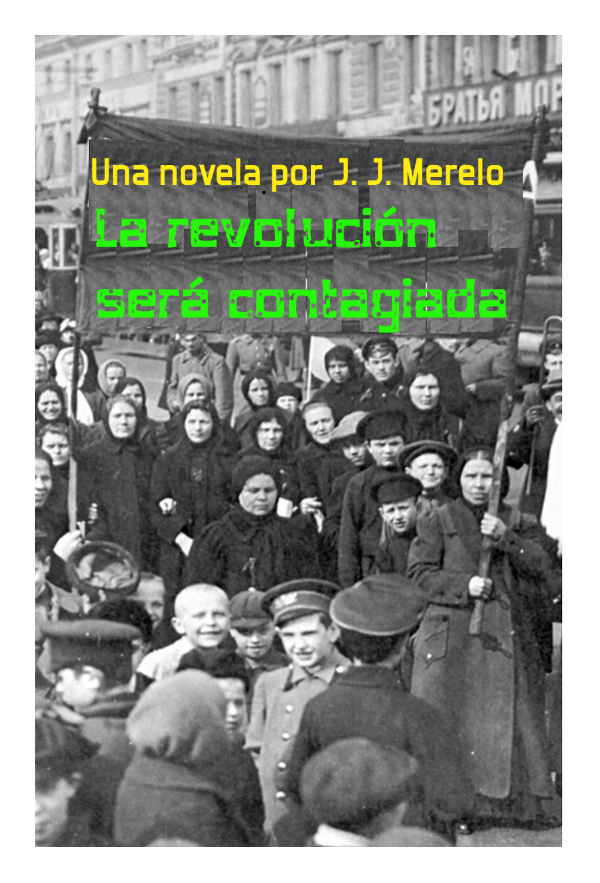 БРАТЬЯ МОР
Una novela por J. J. Merelo
La revolución
será contagiada